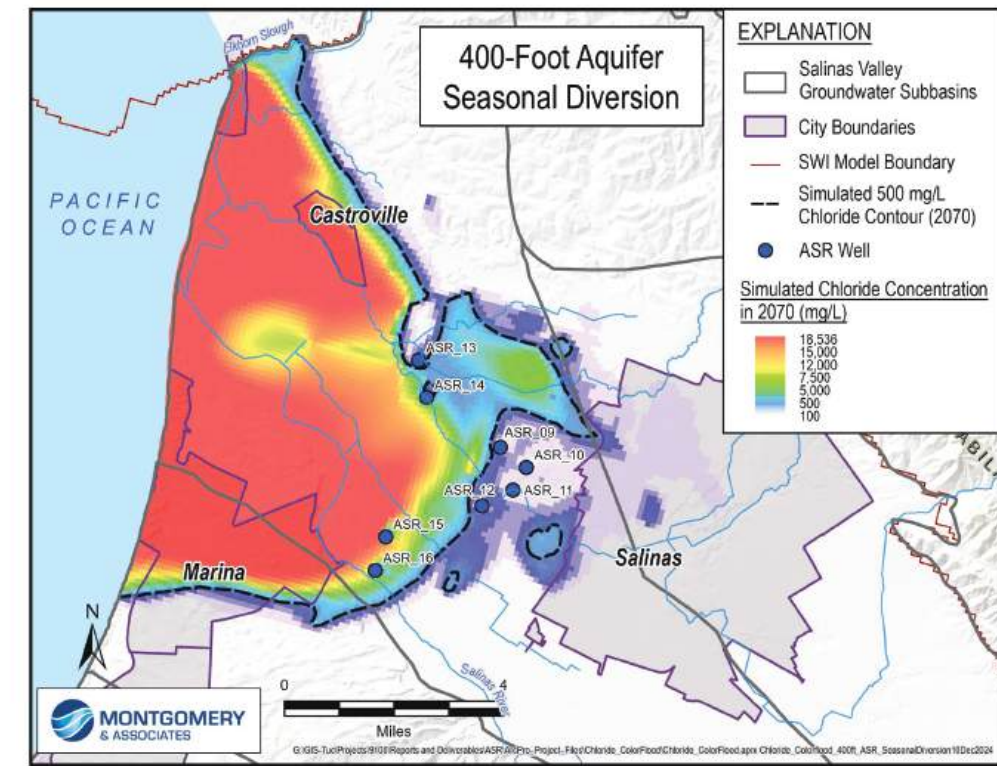 400-Foot Aquifer
Seasonal Diversion
EXPLANATION
Salinas Valley
Groundwater Subbasins
City Boundaries
SWI Model Boundary
Simulated 500 mg/L
Chloride Contour (2070)
ASR Well
Simulated Chloride Concentration
in 2070 (mg/L)
18,536
15,000
12,000
7,500
5,000
500
100
Elkhorn Slough
PACIFIC
OCEAN
Castroville
ASR_13
ASR_14
ASR_09
ASR_10
ASR_12
ASR_11
ASR_15
ASR_16
Marina
Salinas
Salinas River
N
0 4
Miles
MONTGOMERY
& ASSOCIATES